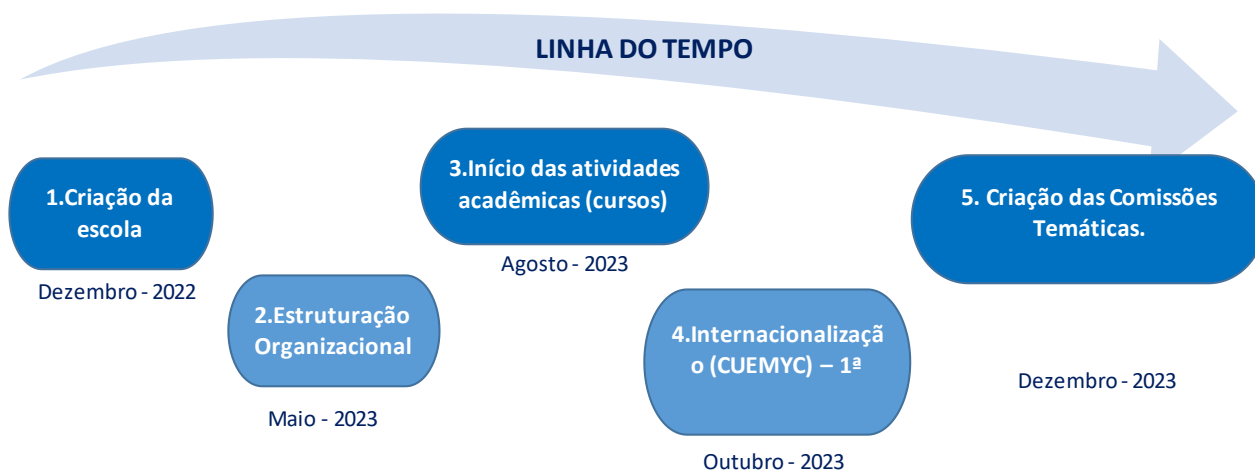 LINHA DO TEMPO
1.Criação da
escola
Dezembro - 2022
2.Estruturação
Organizacional
Maio - 2023
3.Início das atividades
acadêmicas (cursos)
Agosto - 2023
4.Internacionalizaçã
o (CUEMYC) – 1ª
Outubro - 2023
5. Criação das Comissões
Temáticas.
Dezembro - 2023